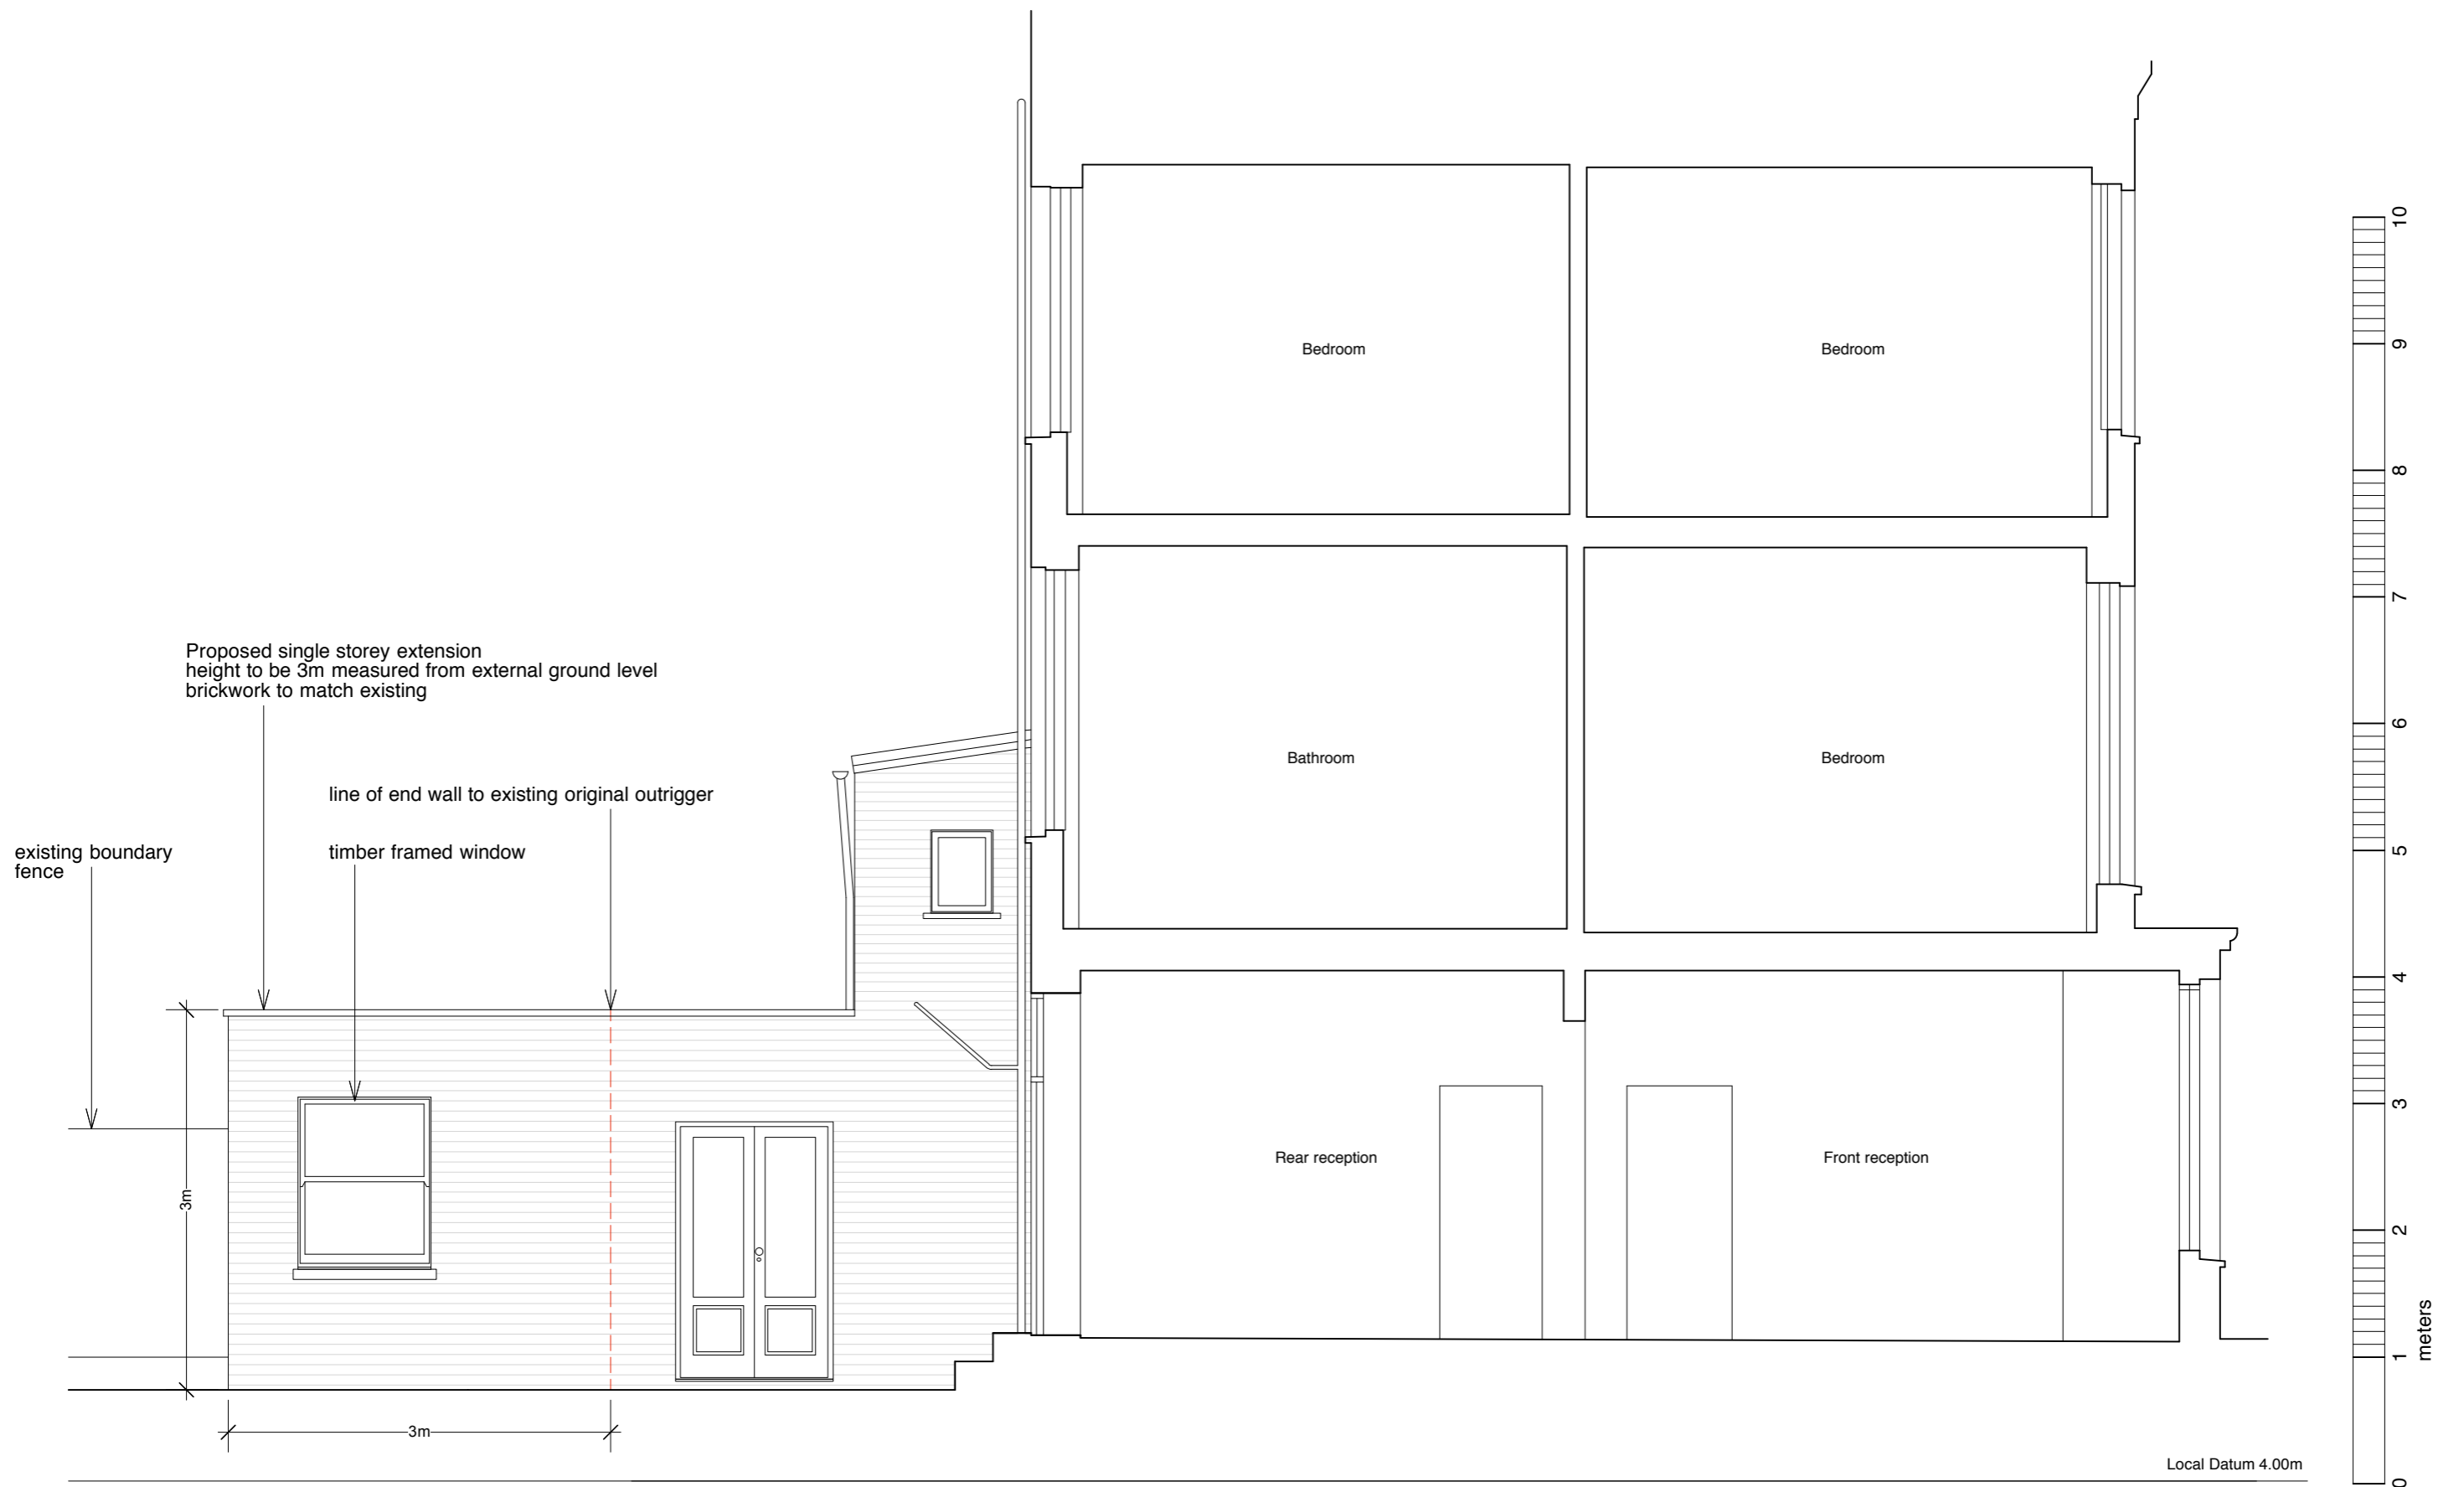 Bedroom
Bedroom
Proposed single storey extension
height to be 3m measured from external ground level
brickwork to match existing
Bathroom
Bedroom
line of end wall to existing original outrigger
existing boundary
fence
timber framed window
Rear reception
Front reception
3m
3m
Local Datum 4.00m
10
9
8
7
6
5
4
3
2
1
0
meters